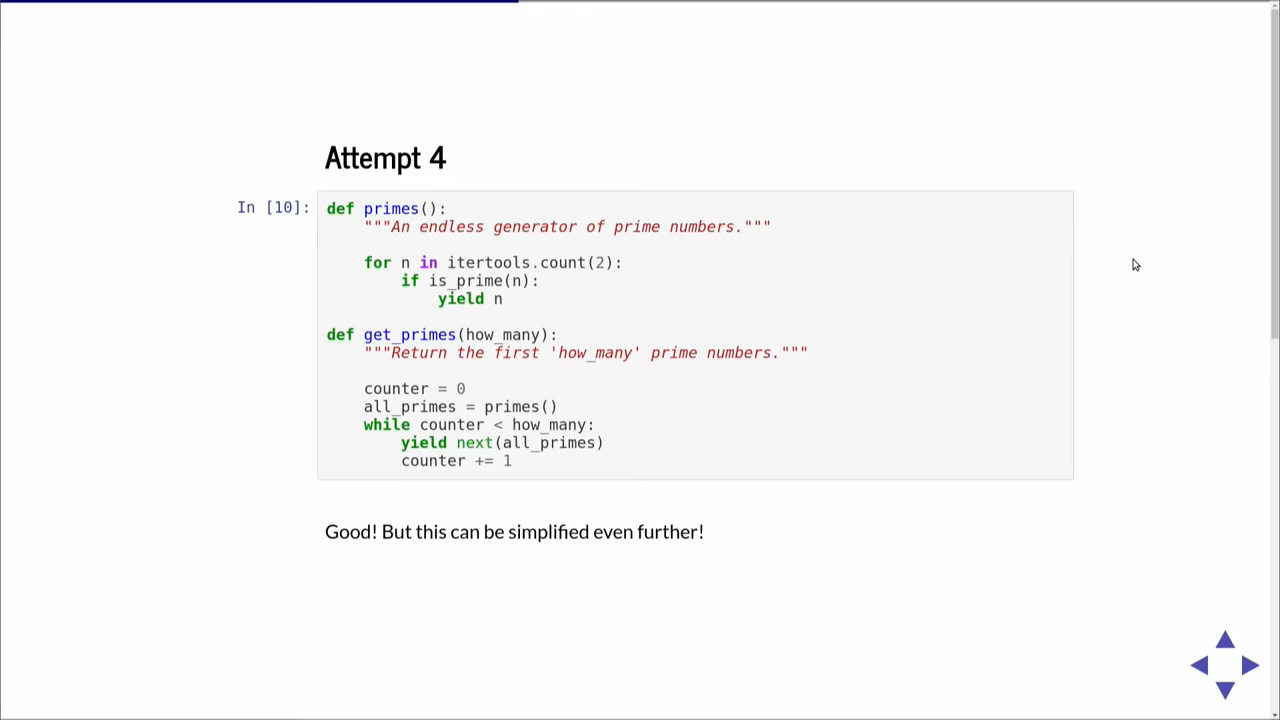 Attempt 4
In [10]:
def primes():
    """An endless generator of prime numbers."""
    for n in itertools.count(2):
        if is_prime(n):
            yield n
def get_primes(how_many):
    """Return the first 'how_many' prime numbers."""
    counter = 0
    all_primes = primes()
    while counter < how_many:
        yield next(all_primes)
        counter += 1
Good! But this can be simplified even further!